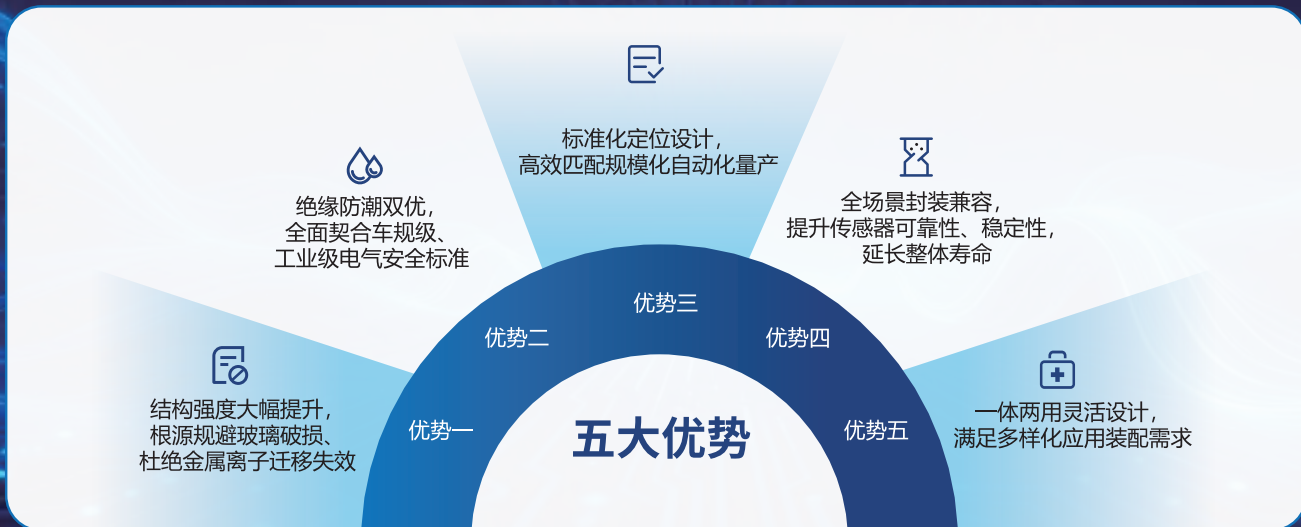 标准化定位设计，
高效匹配规模化自动化量产
绝缘防潮双优，
全面契合车规级、
工业级电气安全标准
全场景封装兼容，
提升传感器可靠性、稳定性，
延长整体寿命
优势三
优势二
优势四
结构强度大幅提升，
根源规避玻璃破损、
杜绝金属离子迁移失效
优势一
五大优势
优势五
一体两用灵活设计，
满足多样化应用装配需求